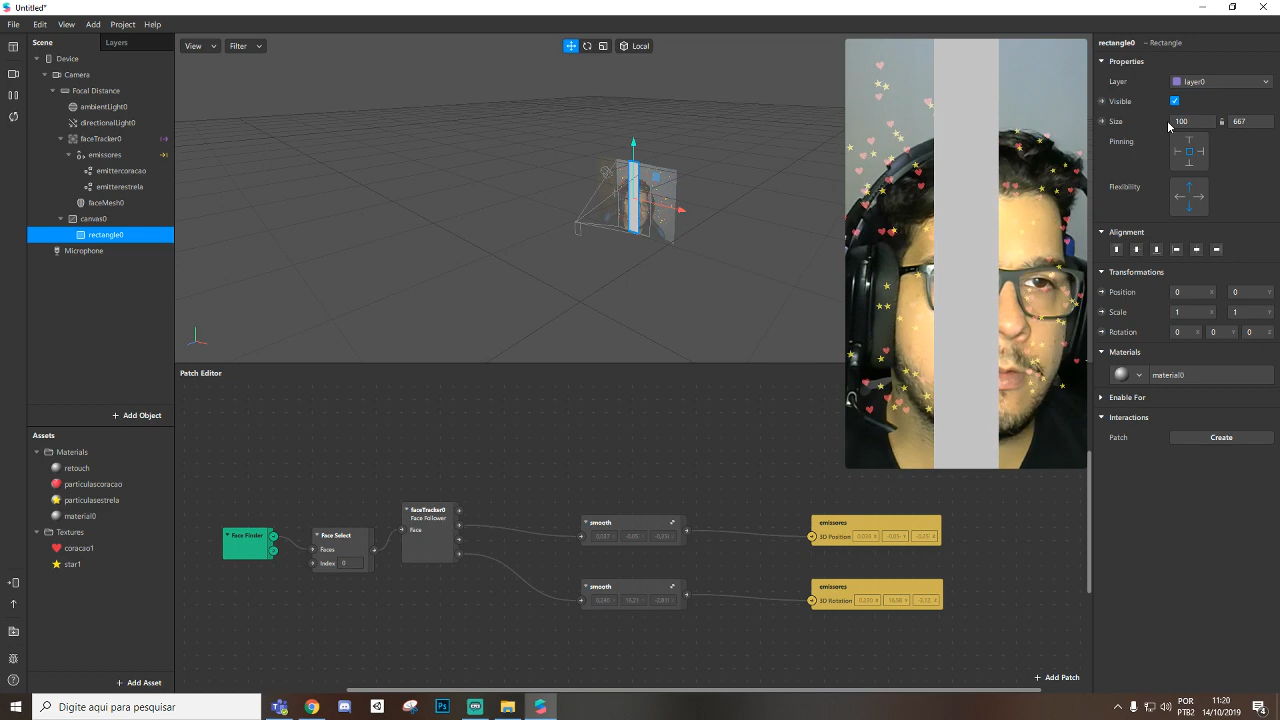 Untitled*
File Edit View Add Project Help
Scene Layers
Device
Camera
Focal Distance
ambientLight0
directionalLight0
faceTracker0
emissores
emittercoracao
emitterestrela
faceMesh0
canvas0
rectangle0
Microphone
+ Add Object
Assets
Materials
retouch
particulascoracao
particulasestrela
material0
Textures
coracao1
star1
+ Add Asset
View Filter Local
Patch Editor
Face Finder
Face Select
Faces
Index 0
faceTracker0
Face Follower
Face
smooth
smooth
emissores
3D Position
emissores
3D Rotation
+ Add Patch
rectangle0 – Rectangle
Properties
Layer layer0
Visible
Size 100 667
Pinning
Flexibility
Alignment
Transformations
Position 0 X 0 Y
Scale 1 X 1 Y
Rotation 0 X 0 Y 0 Z
Materials
material0
Enable For
Interactions
Patch Create
Digite aqui para pesquisar
Ps
POR
PTB2
11:20
14/10/2019